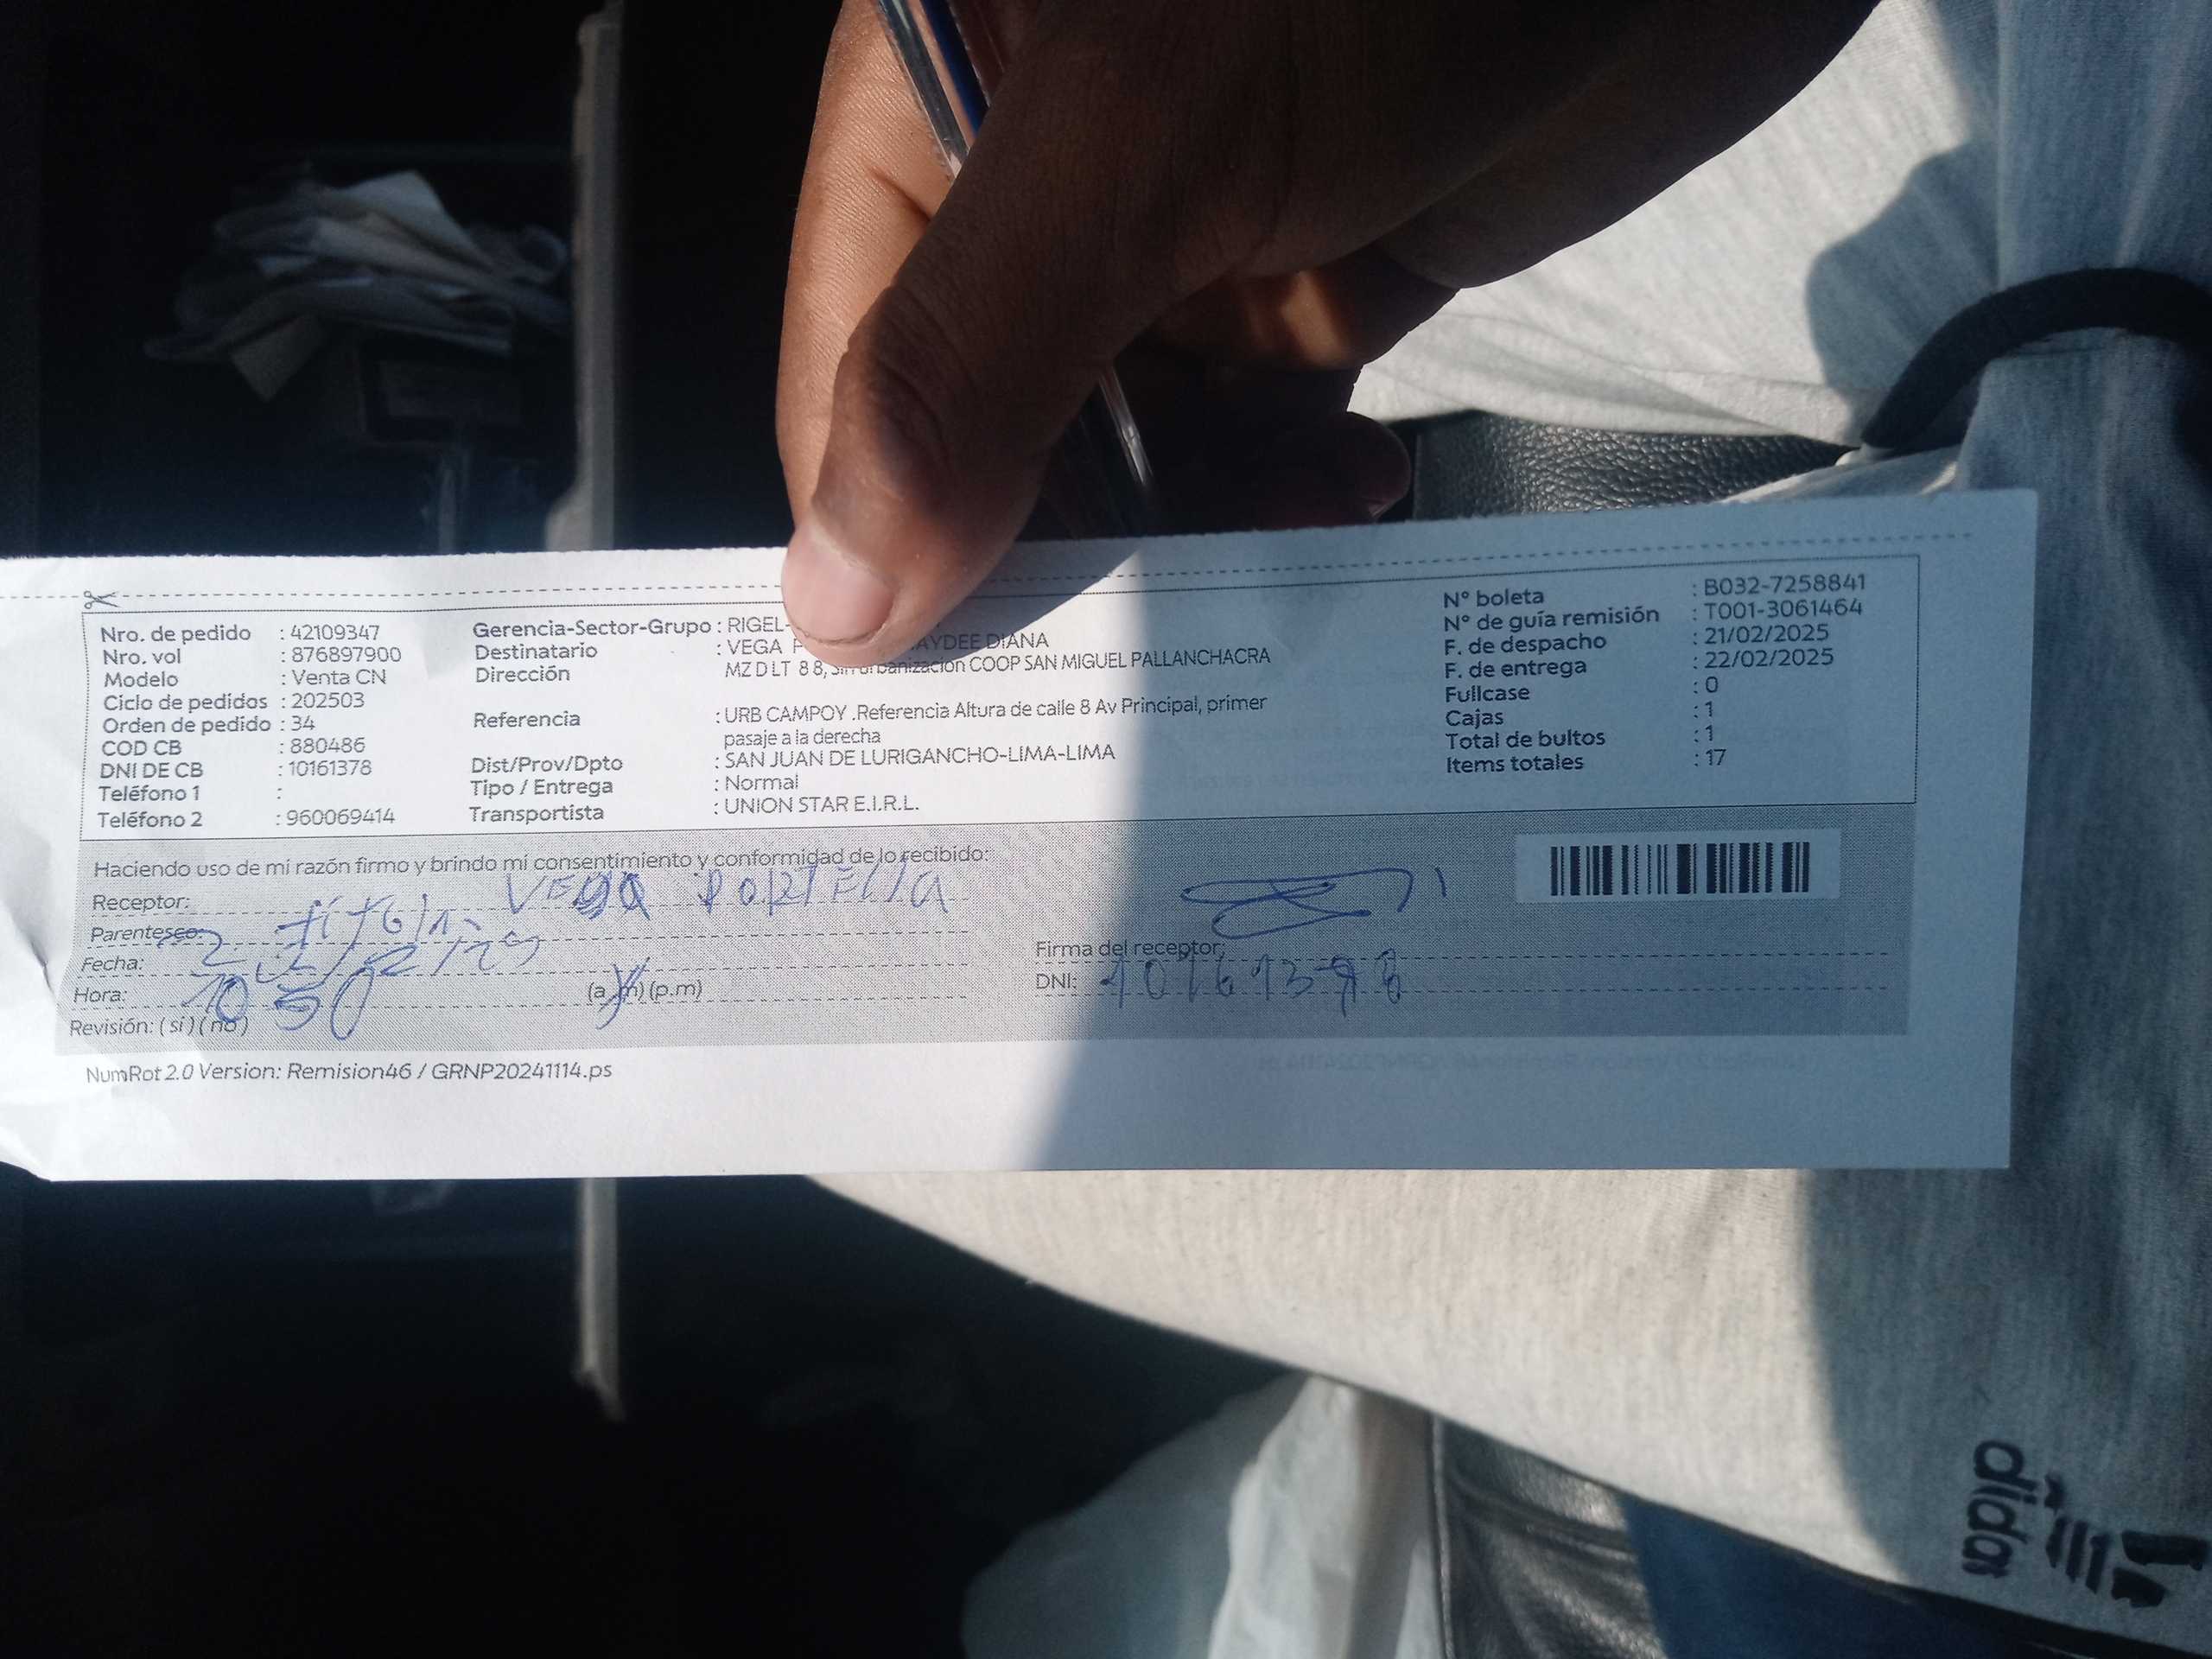 Nro. de pedido : 42109347
Nro. vol : 876897900
Modelo : Venta CN
Ciclo de pedidos : 202503
Orden de pedido : 34
COD CB : 880486
DNI DE CB : 10161378
Teléfono 1 :
Teléfono 2 : 960069414
Gerencia-Sector-Grupo : RIGEL-
Destinatario : VEGA P AYDEE DIANA
Dirección MZ D LT 8 8, urbanización COOP SAN MIGUEL PALLANCHACRA
Referencia : URB CAMPOY .Referencia Altura de calle 8 Av Principal, primer
pasaje a la derecha
Dist/Prov/Dpto : SAN JUAN DE LURIGANCHO-LIMA-LIMA
Tipo / Entrega : Normal
Transportista : UNION STAR E.I.R.L.
N° boleta : B032-7258841
N° de guía remisión : T001-3061464
F. de despacho : 21/02/2025
F. de entrega : 22/02/2025
Fullcase : 0
Cajas : 1
Total de bultos : 1
Items totales : 17
Haciendo uso de mi razón firmo y brindo mi consentimiento y conformidad de lo recibido:
Receptor: VEGA PORTELLA
Parentesco:
Fecha:
Hora: 10 50 (a.m) (p.m)
Revisión: ( si ) ( no )
Firma del receptor:
DNI: 10161378
NumRot 2.0 Version: Remision46 / GRNP20241114.ps